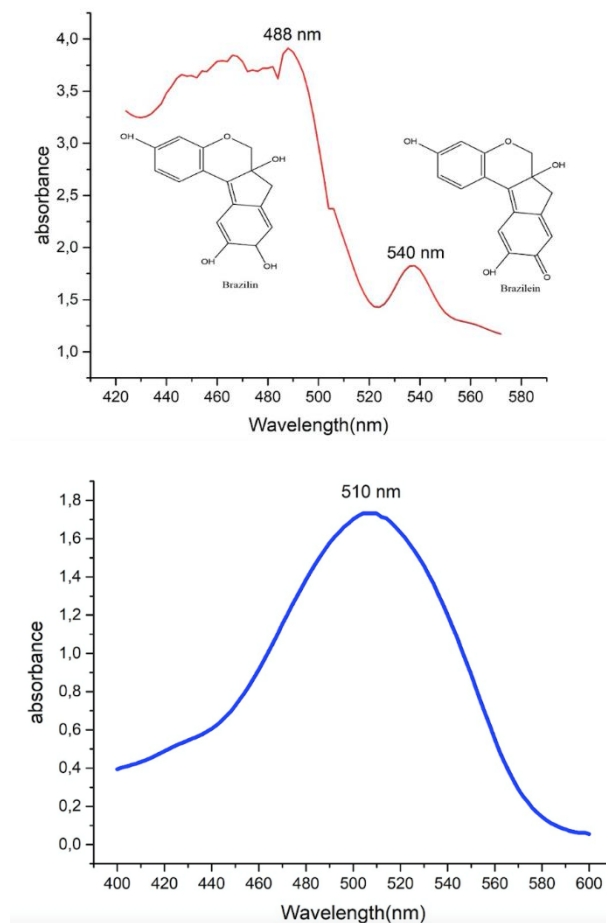 4,0
3,5
3,0
2,5
2,0
1,5
1,0
absorbance
488 nm
540 nm
OH
O
OH
OH
OH
Brazilin
OH
O
OH
OH
O
Brazilein
420 440 460 480 500 520 540 560 580
Wavelength(nm)
510 nm
1,8
1,6
1,4
1,2
1,0
0,8
0,6
0,4
0,2
0,0
absorbance
400 420 440 460 480 500 520 540 560 580 600
Wavelength(nm)